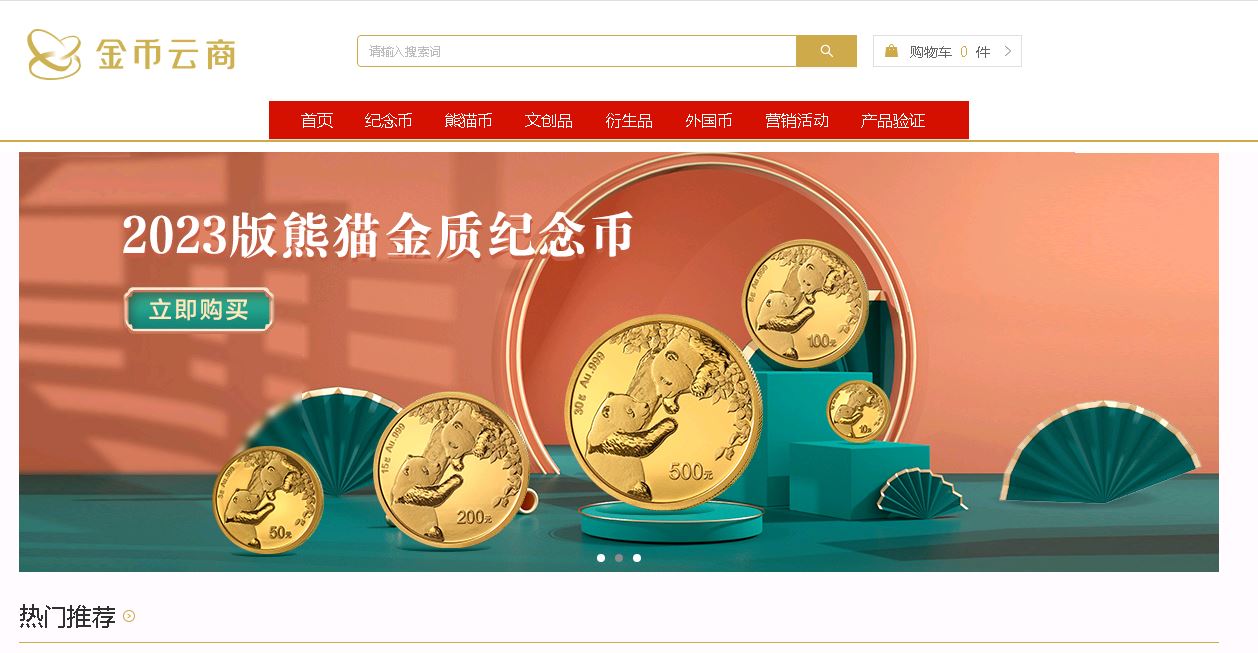 金币云商
请输入搜索词
购物车 0 件
首页 纪念币 熊猫币 文创品 衍生品 外国币 营销活动 产品验证
2023版熊猫金质纪念币
立即购买
8g Au.999
100元
30g Au.999
500元
10元
15g Au.999
200元
50元
热门推荐